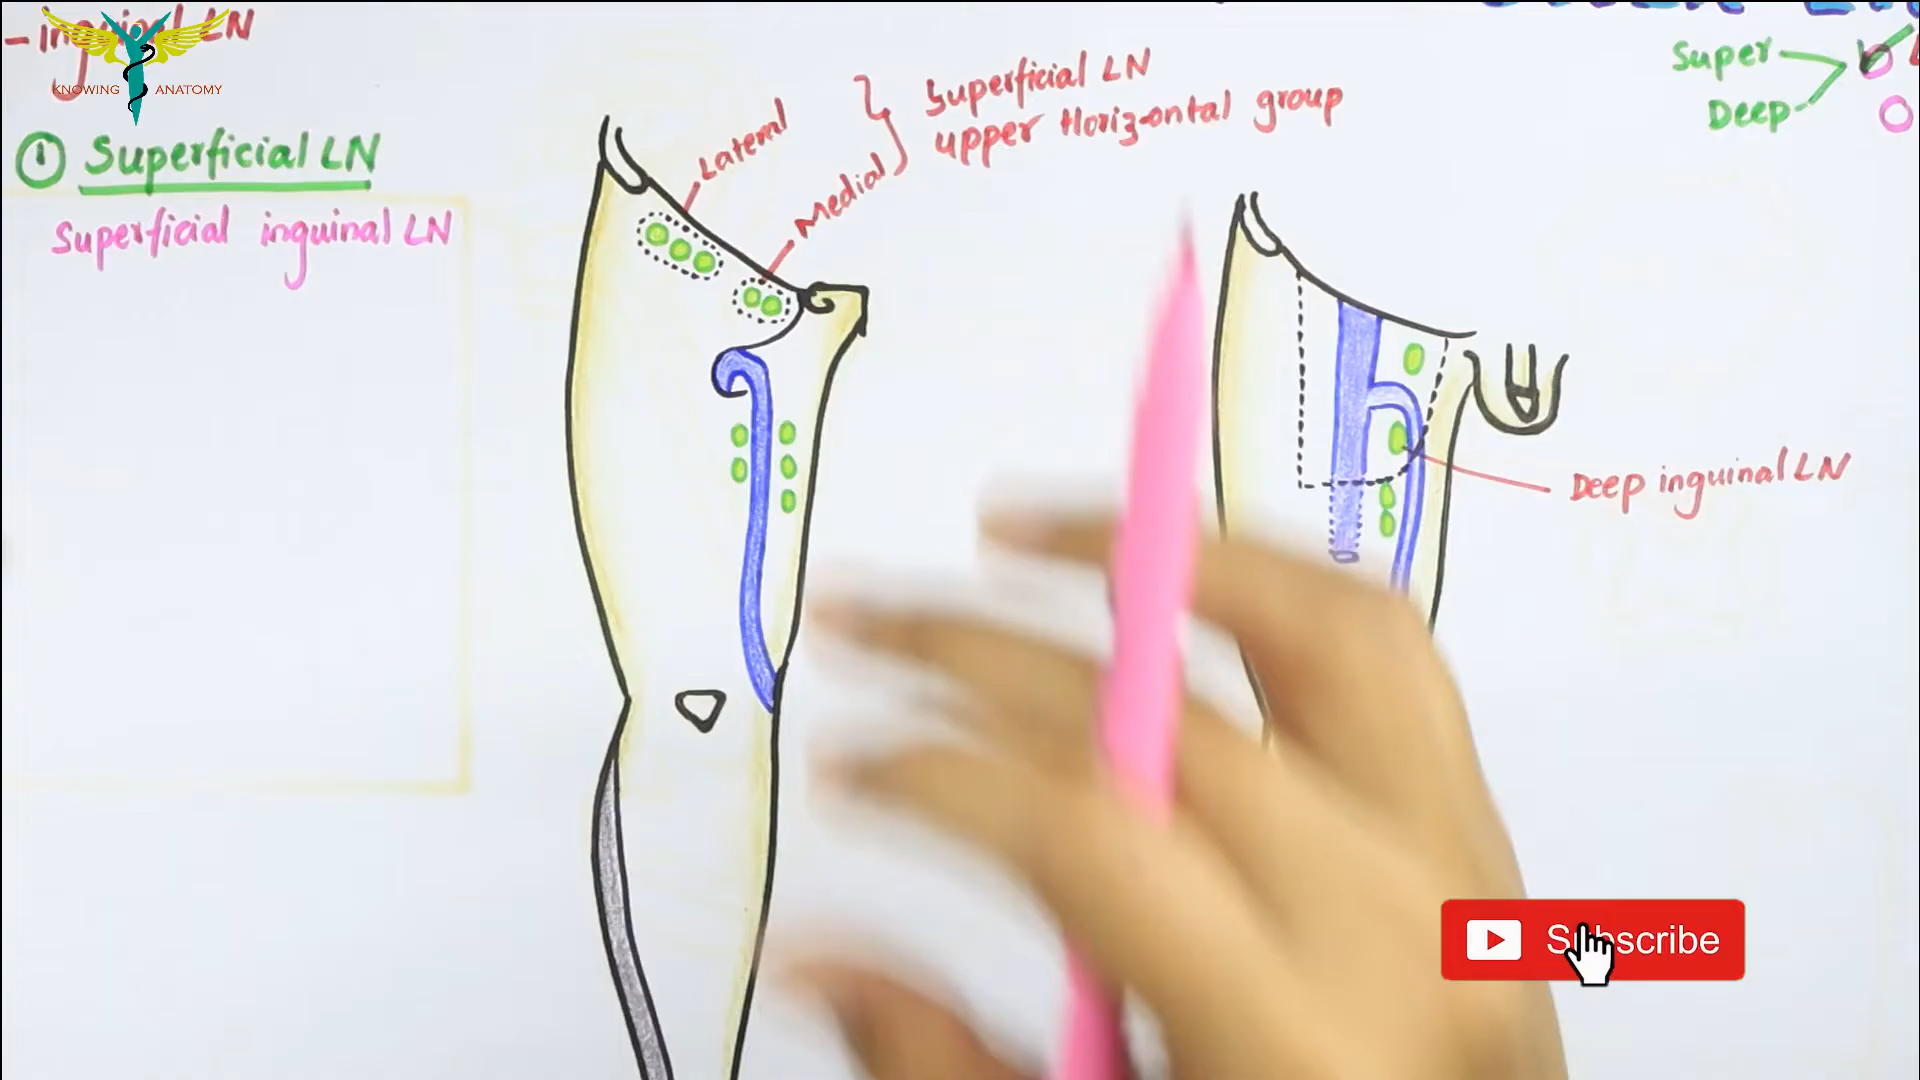 - inguinal LN
KNOWING ANATOMY
1 Superficial LN
Superficial inguinal LN
Lateral
Medial
Superficial LN
upper Horizontal group
Super
Deep
Deep inguinal LN
Subscribe